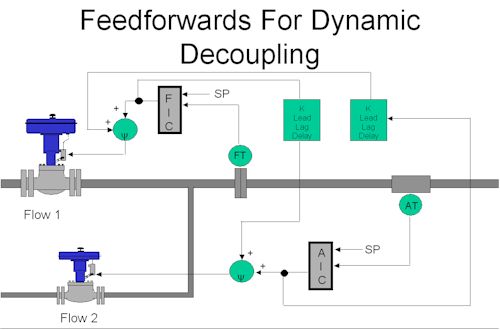 Feedforwards For Dynamic
Decoupling
SP
F
I
C
K
Lead
Lag
Delay
K
Lead
Lag
Delay
+
+
Ψ
FT
Flow 1
AT
+
+
Ψ
A
I
C
SP
Flow 2